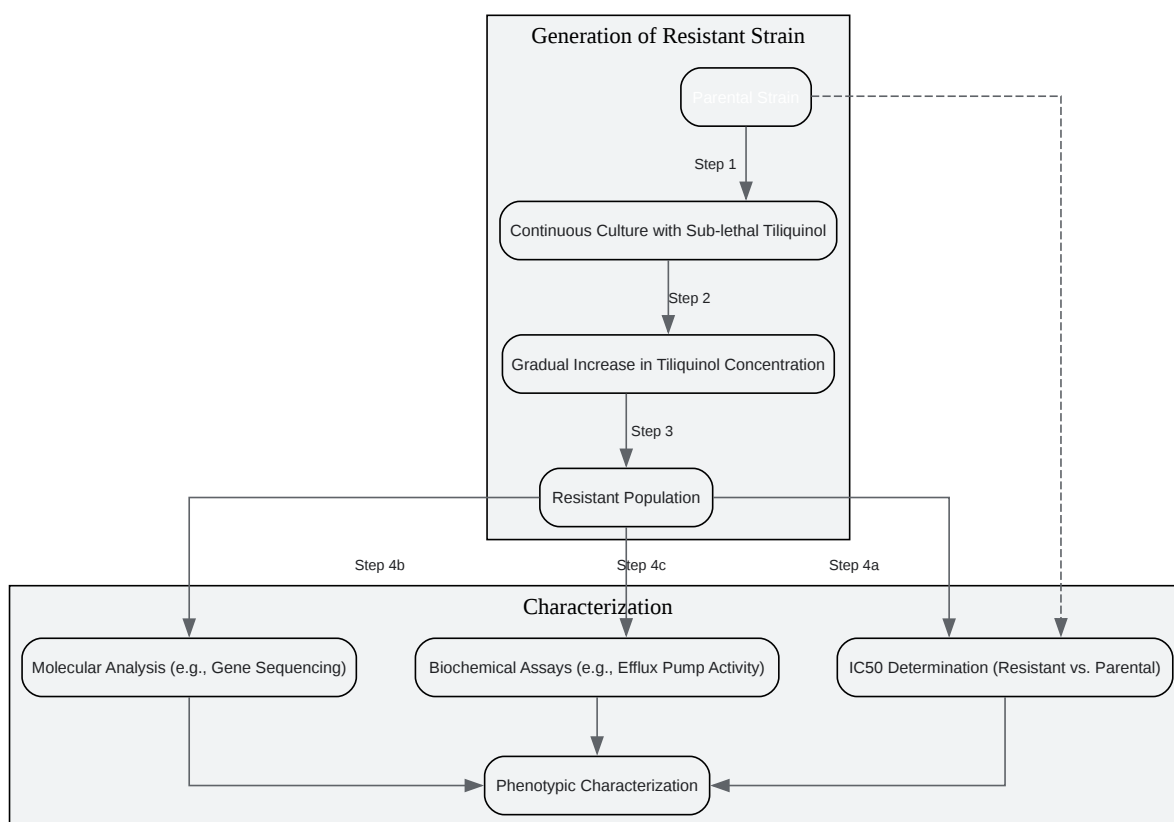 Generation of Resistant Strain
Parental Strain
Step 1
Continuous Culture with Sub-lethal Tiliquinol
Step 2
Gradual Increase in Tiliquinol Concentration
Step 3
Resistant Population
Step 4b
Step 4c
Step 4a
Characterization
Molecular Analysis (e.g., Gene Sequencing)
Biochemical Assays (e.g., Efflux Pump Activity)
IC50 Determination (Resistant vs. Parental)
Phenotypic Characterization